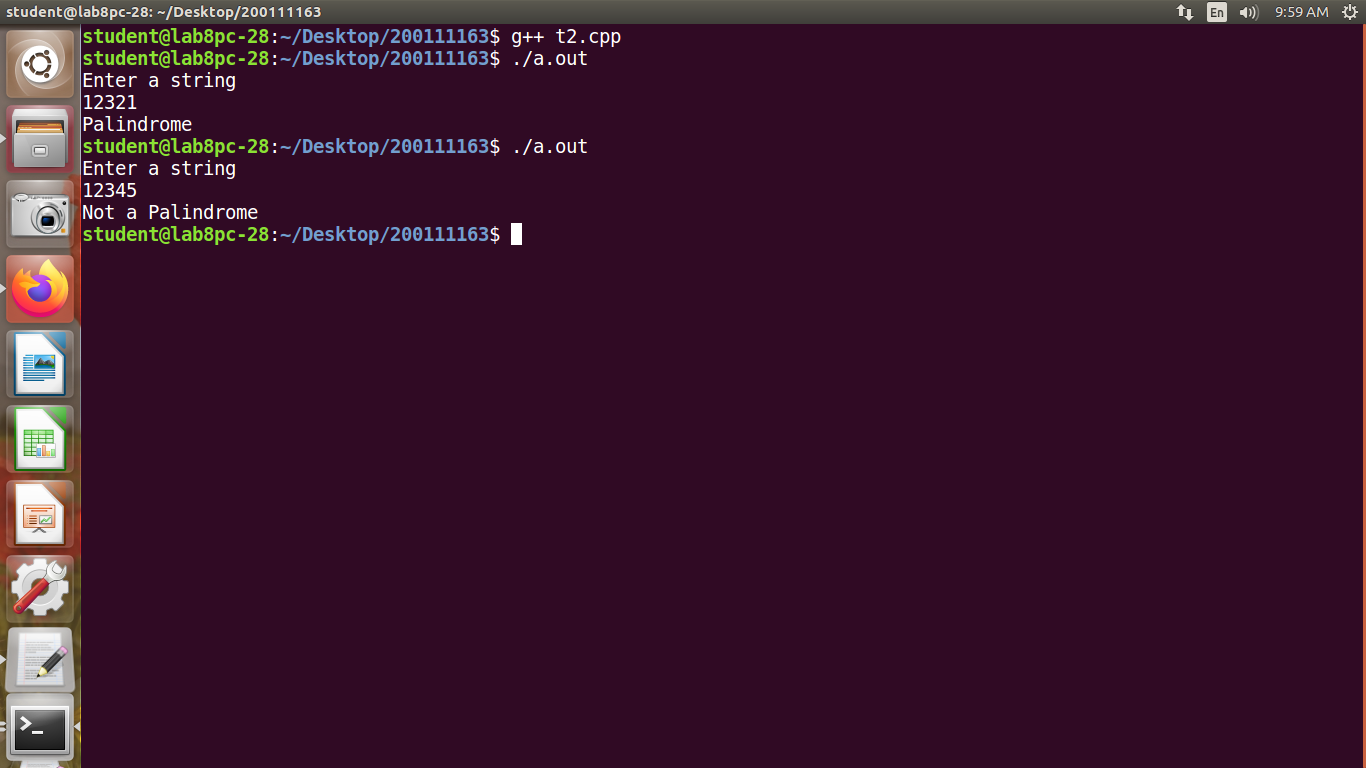 student@lab8pc-28: ~/Desktop/200111163
En
9:59 AM
student@lab8pc-28:~/Desktop/200111163$ g++ t2.cpp
student@lab8pc-28:~/Desktop/200111163$ ./a.out
Enter a string
12321
Palindrome
student@lab8pc-28:~/Desktop/200111163$ ./a.out
Enter a string
12345
Not a Palindrome
student@lab8pc-28:~/Desktop/200111163$
>_